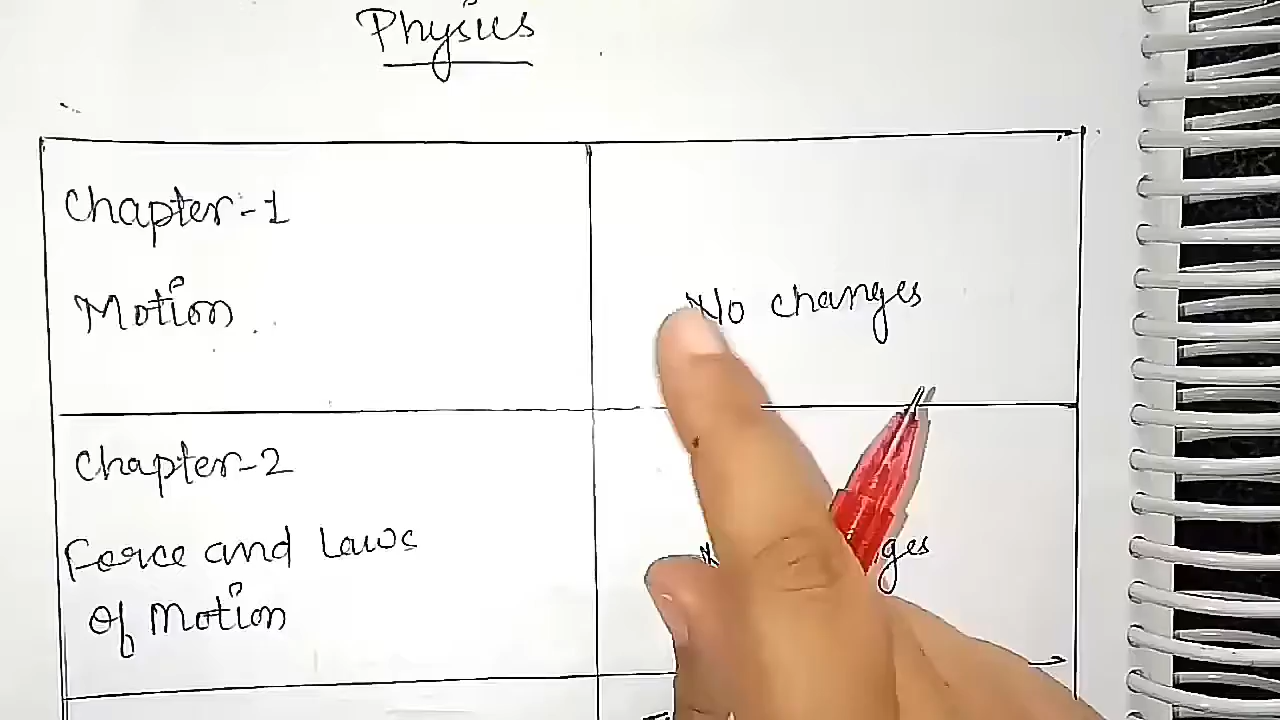 Physics
Chapter-1
Motion
No changes
Chapter-2
Force and Laws
of Motion